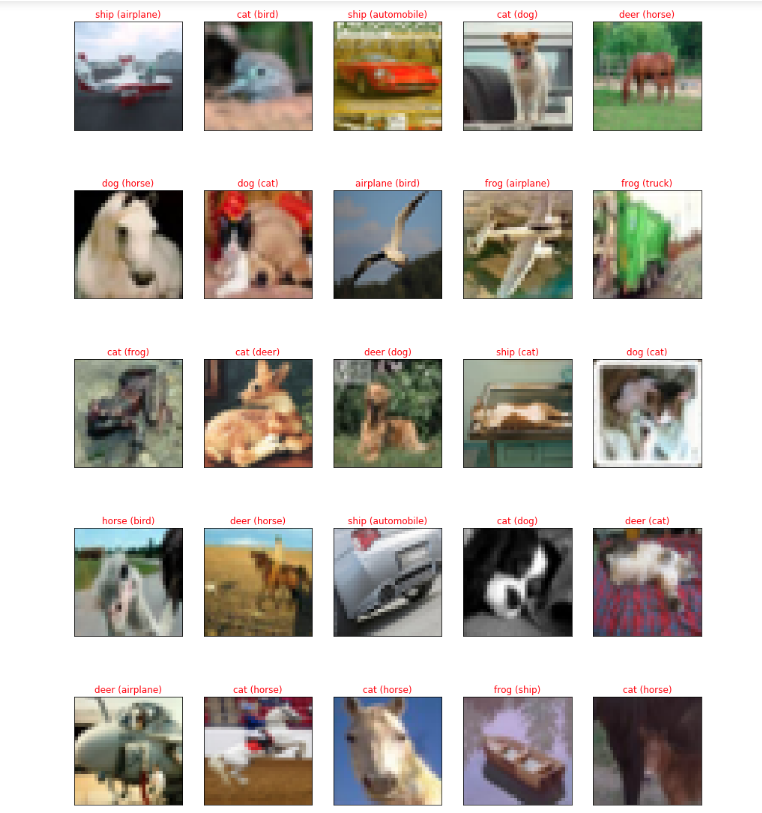 ship (airplane) cat (bird) ship (automobile) cat (dog) deer (horse)
dog (horse) dog (cat) airplane (bird) frog (airplane) frog (truck)
cat (frog) cat (deer) deer (dog) ship (cat) dog (cat)
horse (bird) deer (horse) ship (automobile) cat (dog) deer (cat)
deer (airplane) cat (horse) cat (horse) frog (ship) cat (horse)